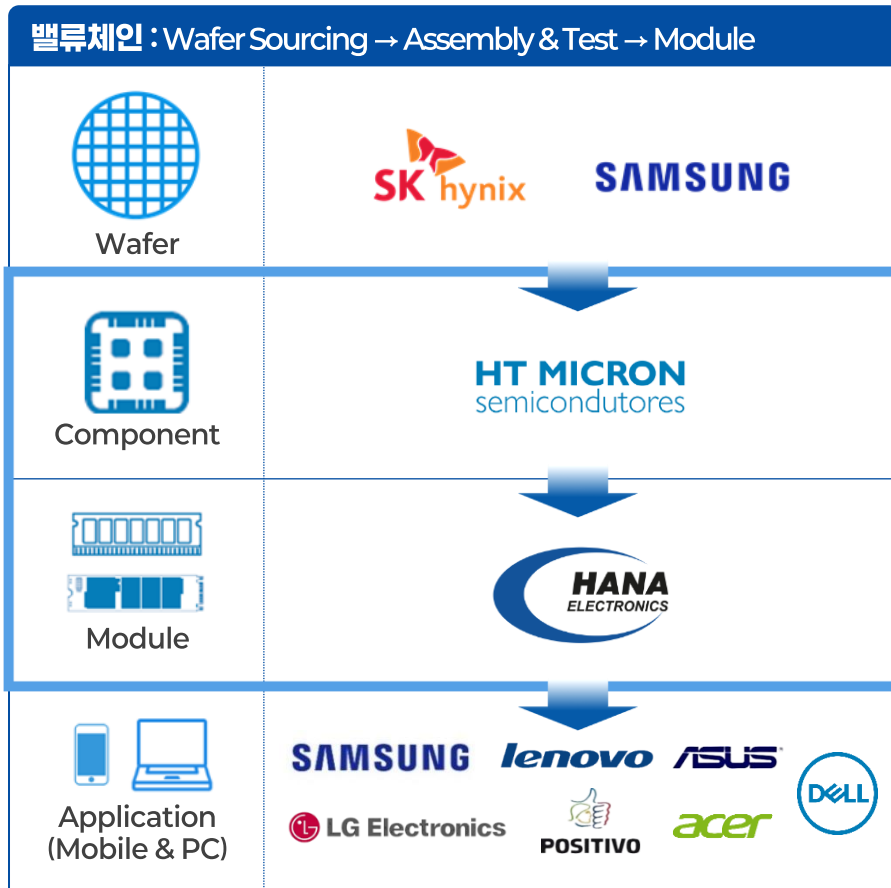 밸류체인 : Wafer Sourcing → Assembly & Test → Module
Wafer
SK hynix
SAMSUNG
Component
HT MICRON
semicondutores
Module
HANA
ELECTRONICS
Application
(Mobile & PC)
SAMSUNG
lenovo
ASUS
DELL
LG Electronics
POSITIVO
acer